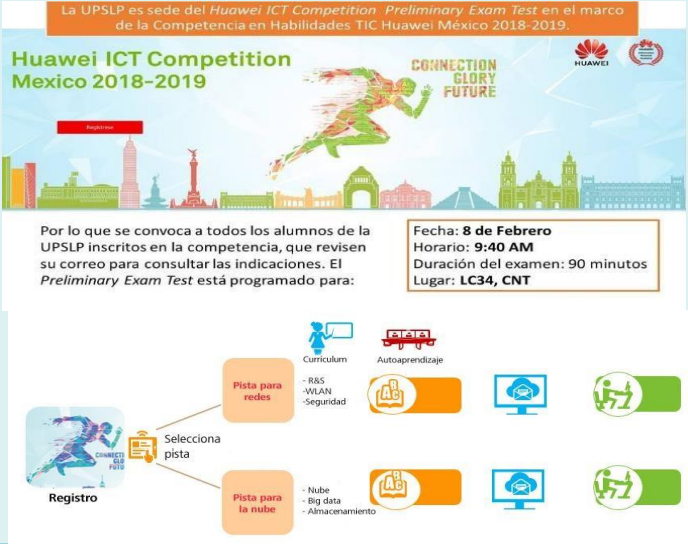 La UPSLP es sede del Huawei ICT Competition Preliminary Exam Test en el marco
de la Competencia en Habilidades TIC Huawei México 2018-2019.
Huawei ICT Competition
Mexico 2018-2019
CONNECTION
GLORY
FUTURE
HUAWEI
Regístrese
Por lo que se convoca a todos los alumnos de la
UPSLP inscritos en la competencia, que revisen
su correo para consultar las indicaciones. El
Preliminary Exam Test está programado para:
Fecha: 8 de Febrero
Horario: 9:40 AM
Duración del examen: 90 minutos
Lugar: LC34, CNT
Currículum
Autoaprendizaje
Pista para
redes
- R&S
-WLAN
-Seguridad
CONNECTI
GLO
FUTU
Selecciona
pista
Registro
Pista para
la nube
- Nube
- Big data
- Almacenamiento